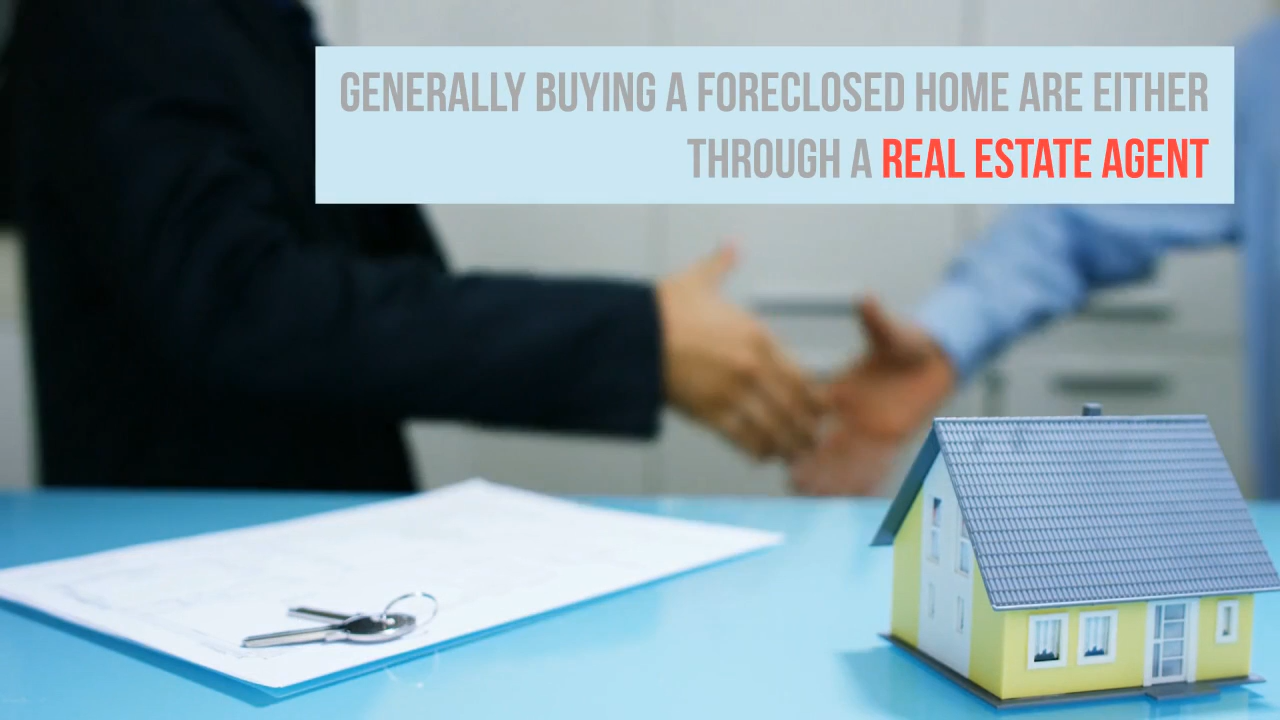 GENERALLY BUYING A FORECLOSED HOME ARE EITHER
THROUGH A REAL ESTATE AGENT